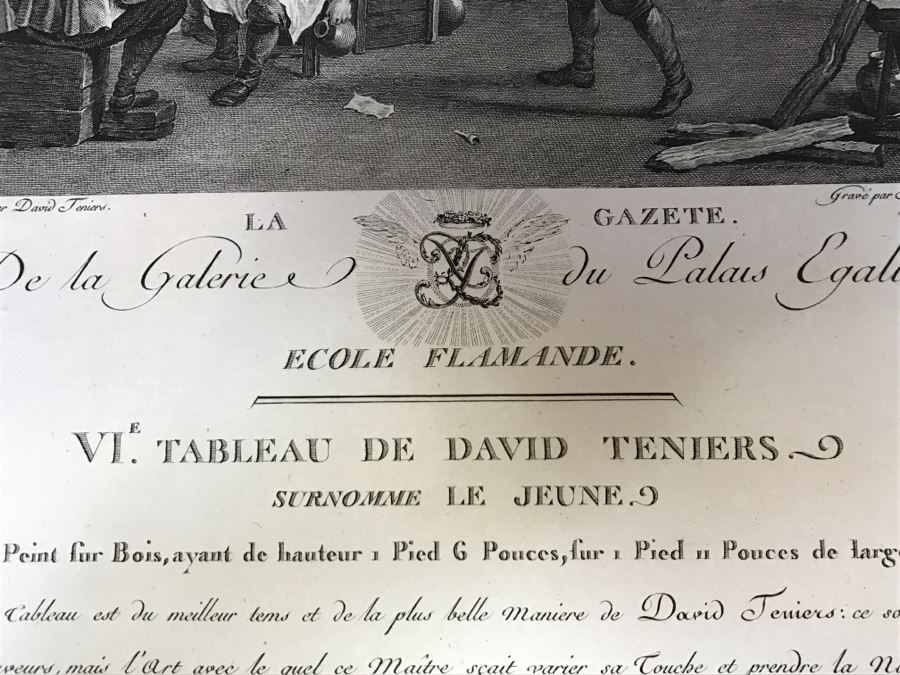 David Teniers.
Gravé par
LA GAZETE.
De la Galerie du Palais
ECOLE FLAMANDE.
VI.E TABLEAU DE DAVID TENIERS.
SURNOMME LE JEUNE.
Peint sur Bois, ayant de hauteur 1 Pied 6 Pouces, sur 1 Pied 11 Pouces de
Tableau est du meilleur tems et de la plus belle Maniere de David Teniers: ce
mais l'Art avec le quel ce Maître sçait varier sa Touche et prendre la